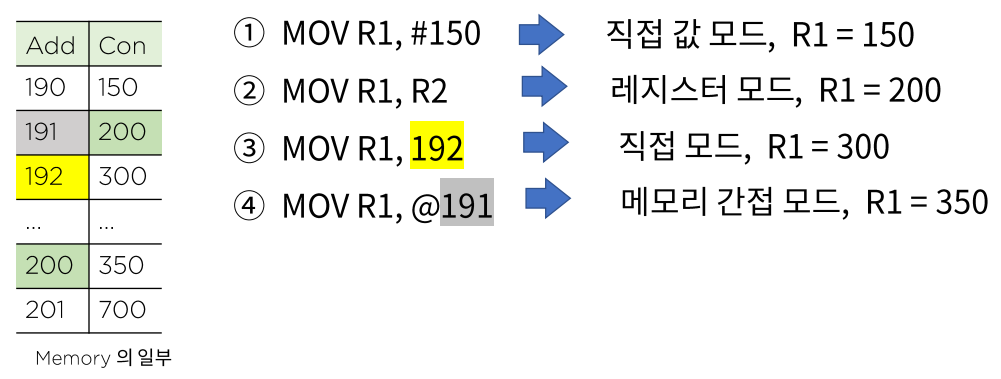 Add Con
190 150
191 200
192 300
... ...
200 350
201 700
Memory 의 일부
① MOV R1, #150 직접 값 모드, R1 = 150
② MOV R1, R2 레지스터 모드, R1 = 200
③ MOV R1, 192 직접 모드, R1 = 300
④ MOV R1, @191 메모리 간접 모드, R1 = 350